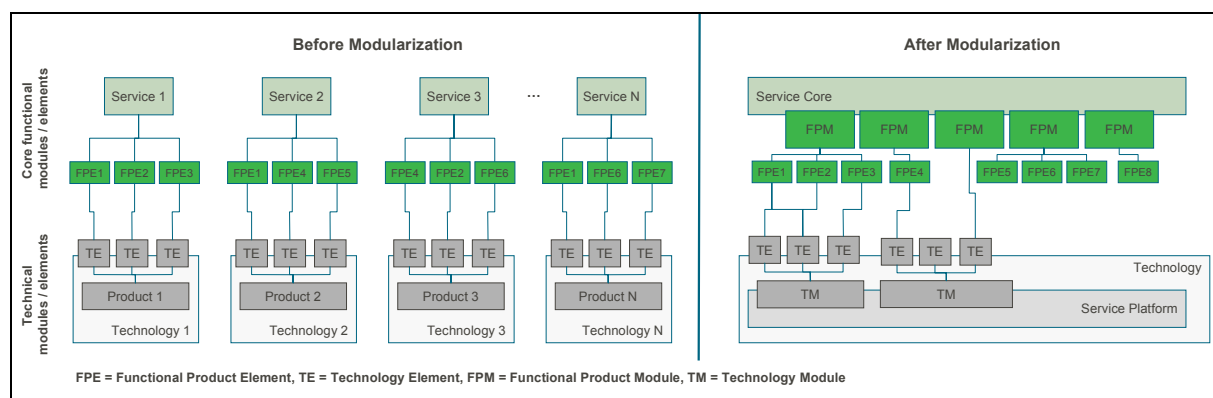 Before Modularization
After Modularization
Core functional
modules / elements
Technical
modules / elements
Service 1
Service 2
Service 3
...
Service N
FPE1 FPE2 FPE3
FPE1 FPE4 FPE5
FPE4 FPE2 FPE6
FPE1 FPE6 FPE7
TE TE TE
TE TE TE
TE TE TE
TE TE TE
Product 1
Product 2
Product 3
Product N
Technology 1
Technology 2
Technology 3
Technology N
Service Core
FPM FPM FPM FPM FPM
FPE1 FPE2 FPE3 FPE4 FPE5 FPE6 FPE7 FPE8
TE TE TE TE TE TE
Technology
TM TM
Service Platform
FPE = Functional Product Element, TE = Technology Element, FPM = Functional Product Module, TM = Technology Module